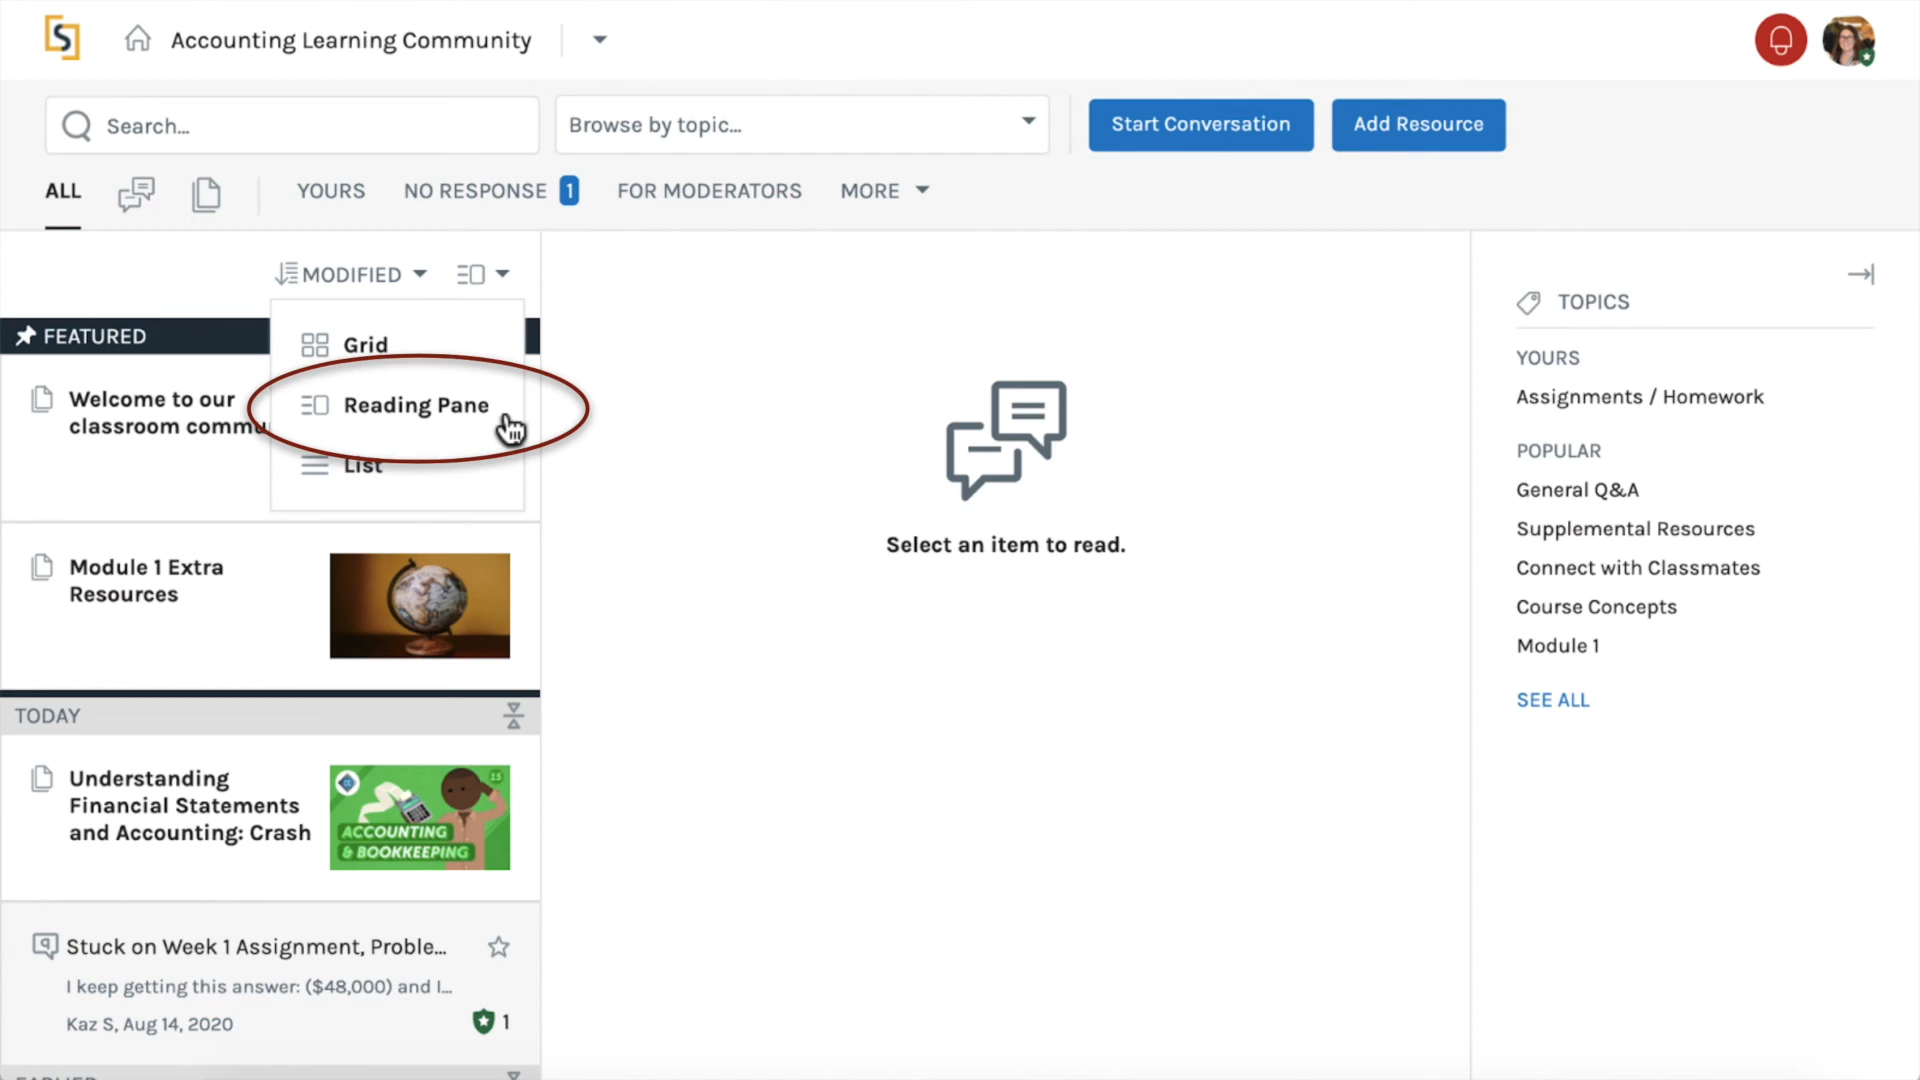 Accounting Learning Community
Search...
Browse by topic...
Start Conversation
Add Resource
ALL
YOURS
NO RESPONSE 1
FOR MODERATORS
MORE
MODIFIED
FEATURED
Grid
Reading Pane
List
Welcome to our
classroom commu
Module 1 Extra
Resources
TODAY
Understanding
Financial Statements
and Accounting: Crash
15
ACCOUNTING
& BOOKKEEPING
Stuck on Week 1 Assignment, Proble...
I keep getting this answer: ($48,000) and I...
Kaz S, Aug 14, 2020
1
EARLIER
Select an item to read.
TOPICS
YOURS
Assignments / Homework
POPULAR
General Q&A
Supplemental Resources
Connect with Classmates
Course Concepts
Module 1
SEE ALL